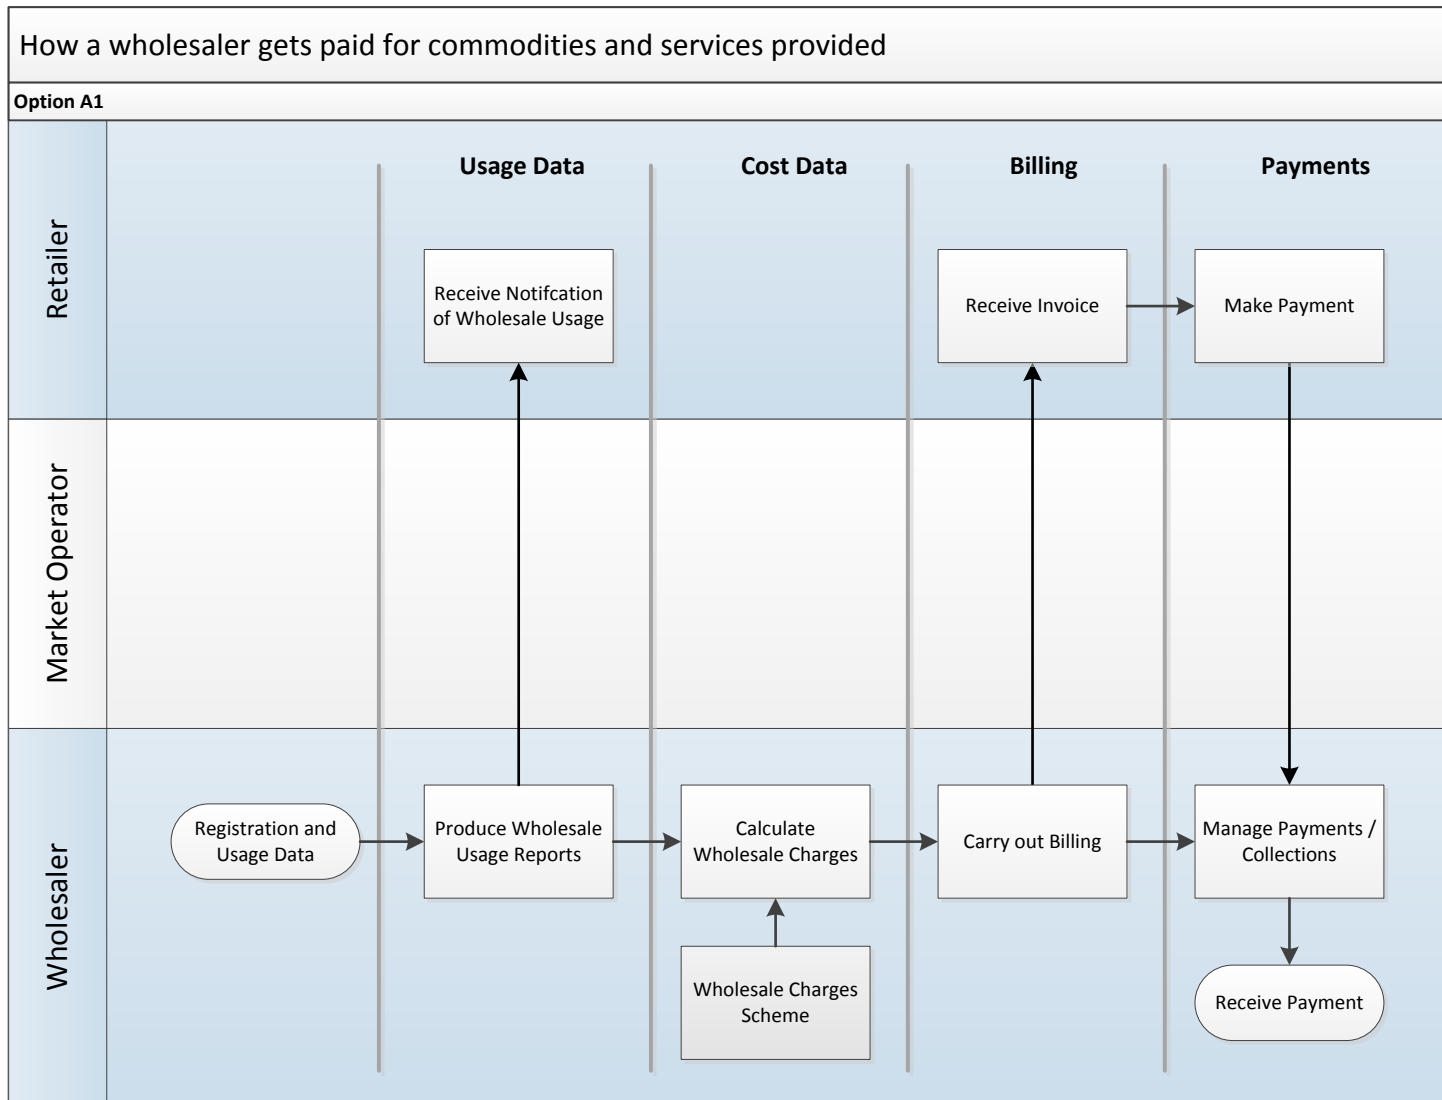 How a wholesaler gets paid for commodities and services provided
Option A1
Usage Data
Cost Data
Billing
Payments
Retailer
Receive Notifcation
of Wholesale Usage
Receive Invoice
Make Payment
Market Operator
Wholesaler
Registration and
Usage Data
Produce Wholesale
Usage Reports
Calculate
Wholesale Charges
Carry out Billing
Manage Payments /
Collections
Wholesale Charges
Scheme
Receive Payment